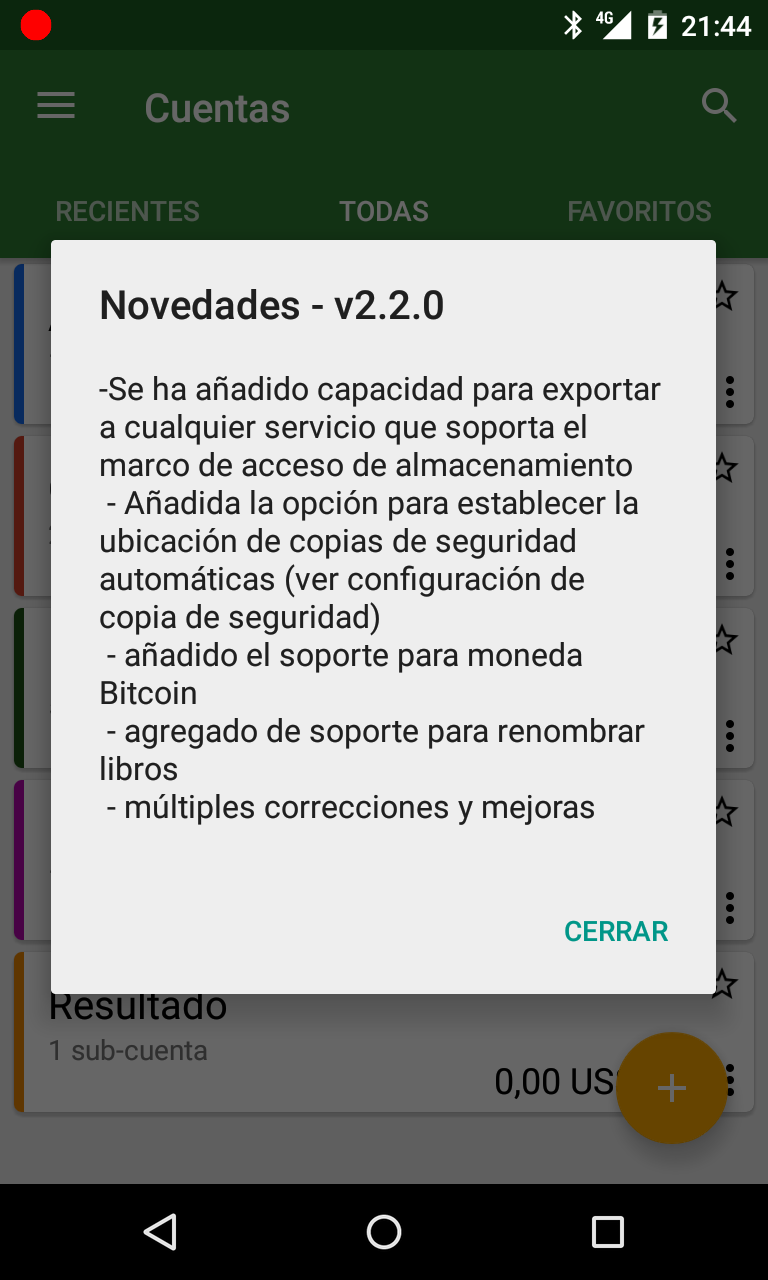 4G 21:44
Cuentas
RECIENTES TODAS FAVORITOS
Novedades - v2.2.0
-Se ha añadido capacidad para exportar
a cualquier servicio que soporta el
marco de acceso de almacenamiento
- Añadida la opción para establecer la
ubicación de copias de seguridad
automáticas (ver configuración de
copia de seguridad)
- añadido el soporte para moneda
Bitcoin
- agregado de soporte para renombrar
libros
- múltiples correcciones y mejoras
CERRAR
Resultado
1 sub-cuenta
0,00 US